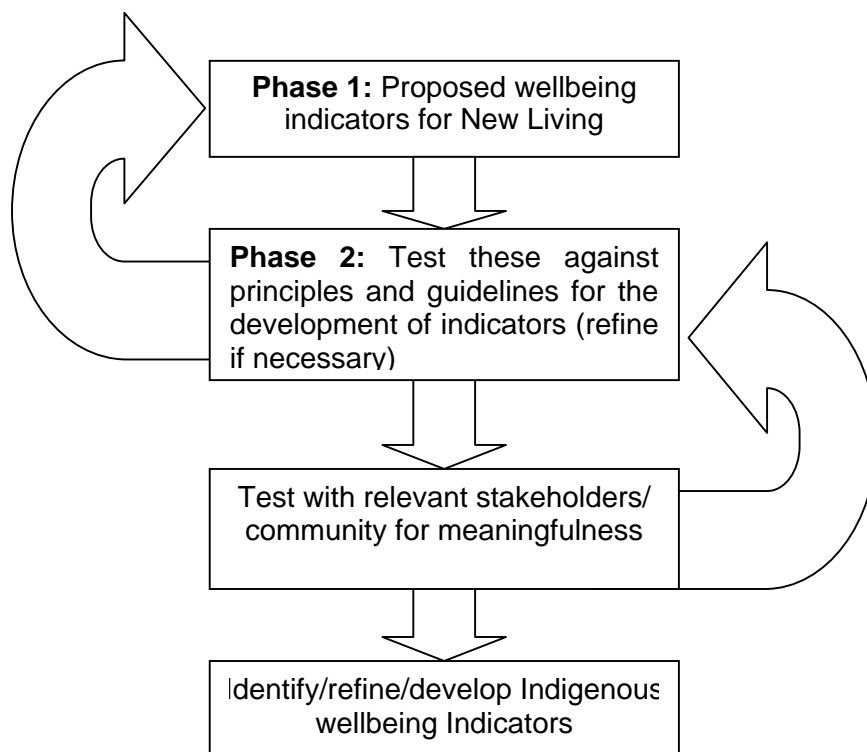 Phase 1: Proposed wellbeing
indicators for New Living
Phase 2: Test these against
principles and guidelines for the
development of indicators (refine
if necessary)
Test with relevant stakeholders/
community for meaningfulness
Identify/refine/develop Indigenous
wellbeing Indicators